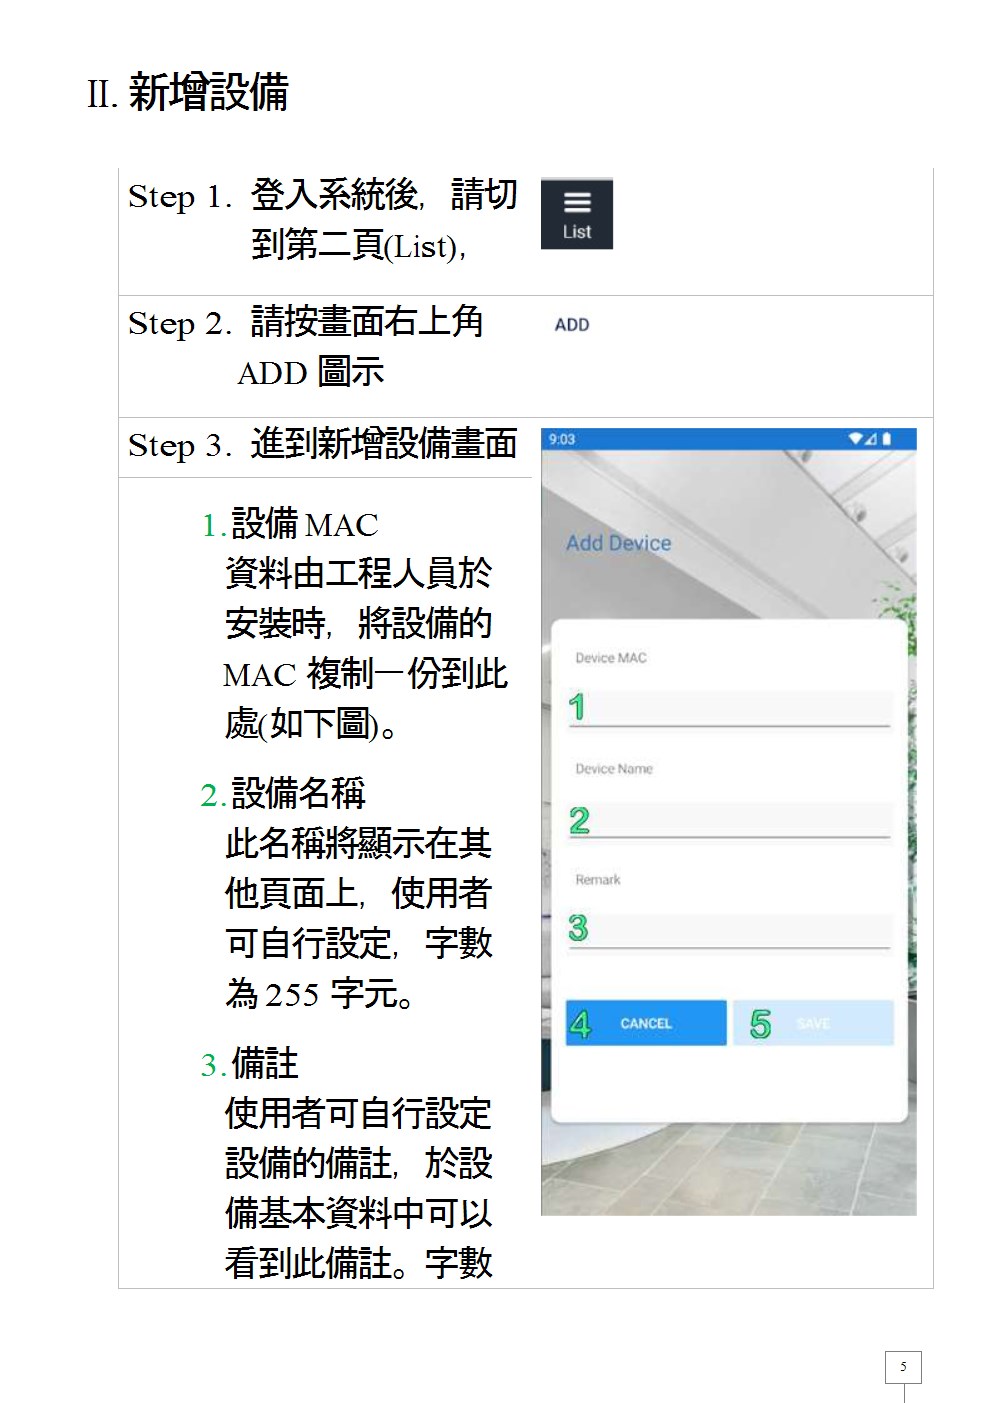 II. 新增設備
Step 1. 登入系統後, 請切
到第二頁(List),
List
Step 2. 請按畫面右上角
ADD 圖示
ADD
Step 3. 進到新增設備畫面
1.設備 MAC
資料由工程人員於
安裝時, 將設備的
MAC 複制一份到此
處(如下圖)。
2.設備名稱
此名稱將顯示在其
他頁面上, 使用者
可自行設定, 字數
為 255 字元。
3.備註
使用者可自行設定
設備的備註, 於設
備基本資料中可以
看到此備註。字數
9:03
Add Device
Device MAC
1
Device Name
2
Remark
3
4 CANCEL
5 SAVE
5